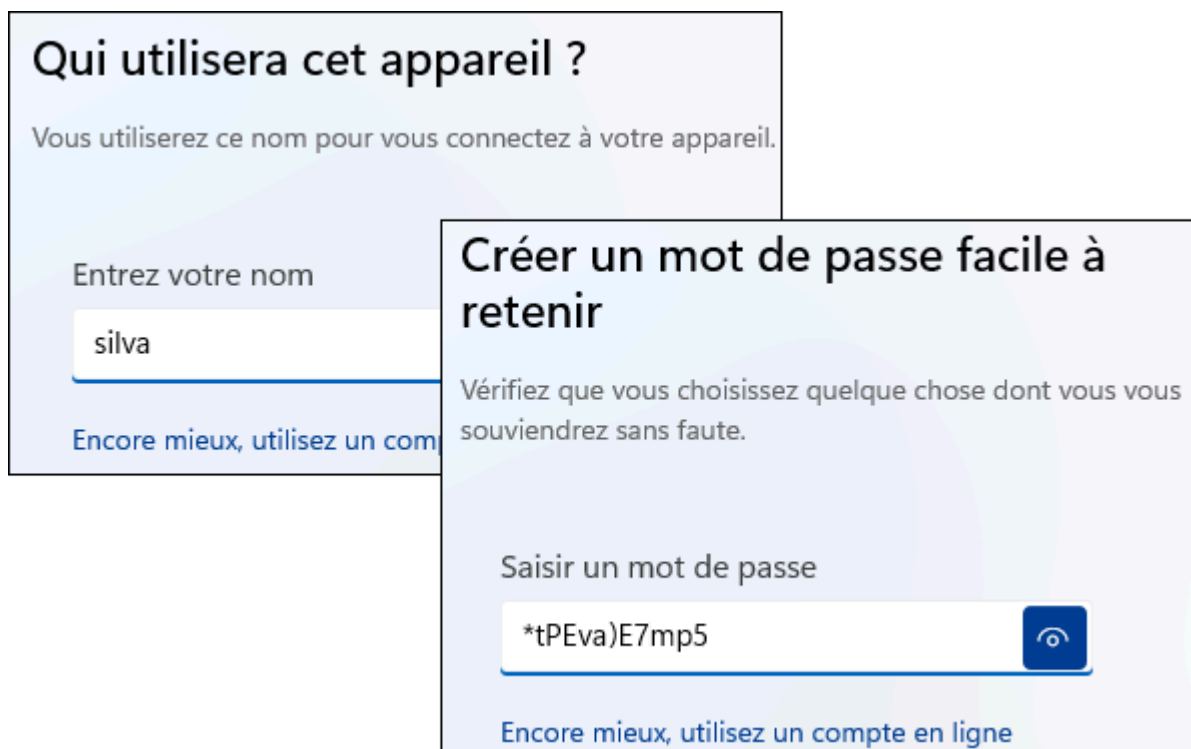 Qui utilisera cet appareil ?
Vous utiliserez ce nom pour vous connectez à votre appareil.
Entrez votre nom
silva
Encore mieux, utilisez un
Créer un mot de passe facile à
retenir
Vérifiez que vous choisissez quelque chose dont vous vous
souviendrez sans faute.
Saisir un mot de passe
*tPEva)E7mp5
Encore mieux, utilisez un compte en ligne